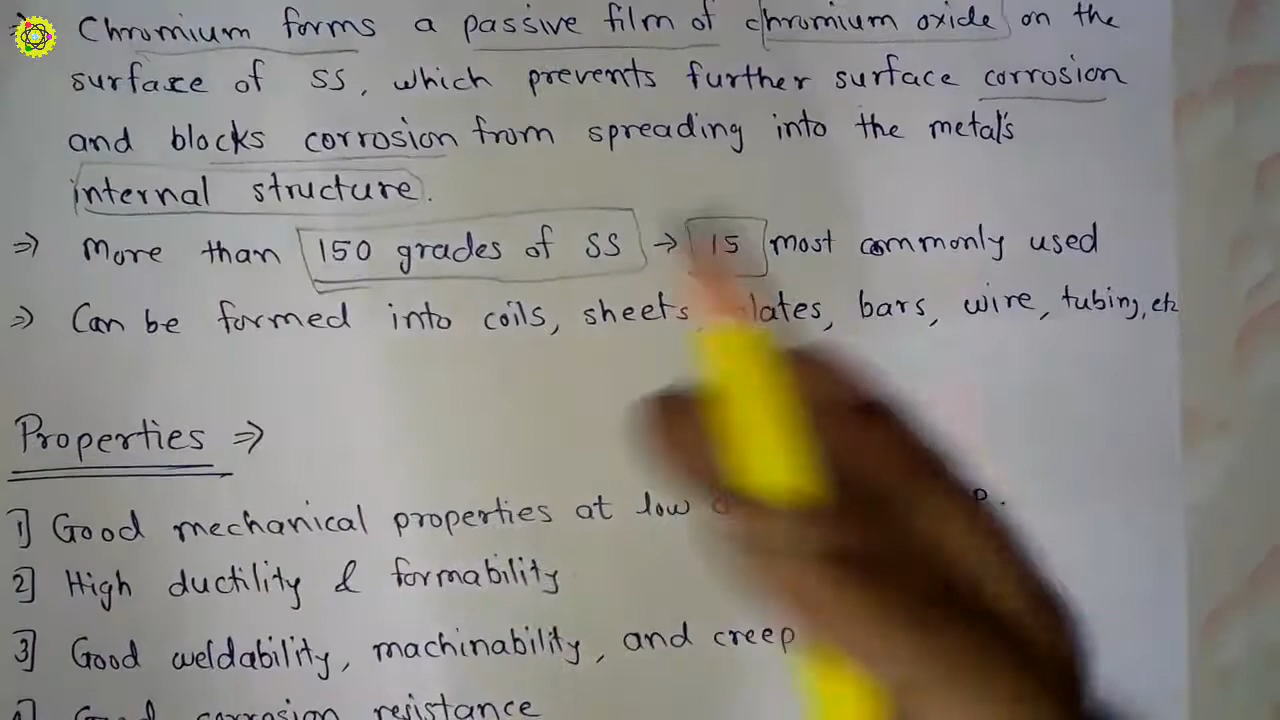 ⇒ Chromium forms a passive film of chromium oxide on the
surface of SS, which prevents further surface corrosion
and blocks corrosion from spreading into the metal's
internal structure.
⇒ More than 150 grades of SS → 15 most commonly used
⇒ Can be formed into coils, sheets, bars, wire, tubing, etc
Properties ⇒
1] Good mechanical properties at low
2] High ductility & formability
3] Good weldability, machinability, and creep
Good corrosion resistance